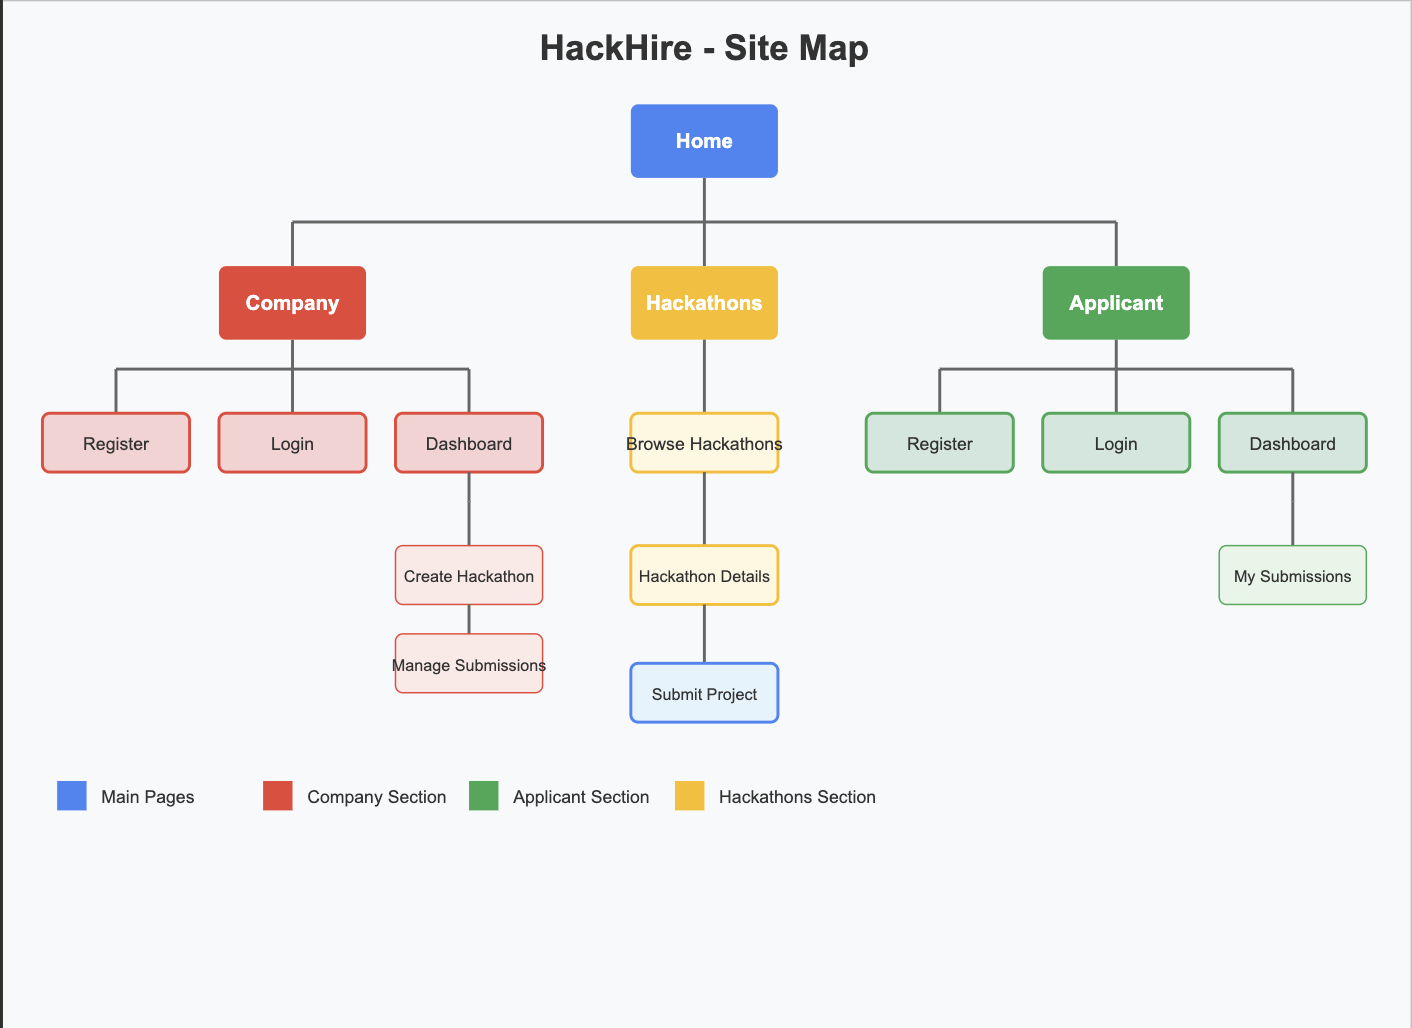 HackHire - Site Map
Home
Company
Hackathons
Applicant
Register
Login
Dashboard
Browse Hackathons
Register
Login
Dashboard
Create Hackathon
Hackathon Details
My Submissions
Manage Submissions
Submit Project
Main Pages
Company Section
Applicant Section
Hackathons Section